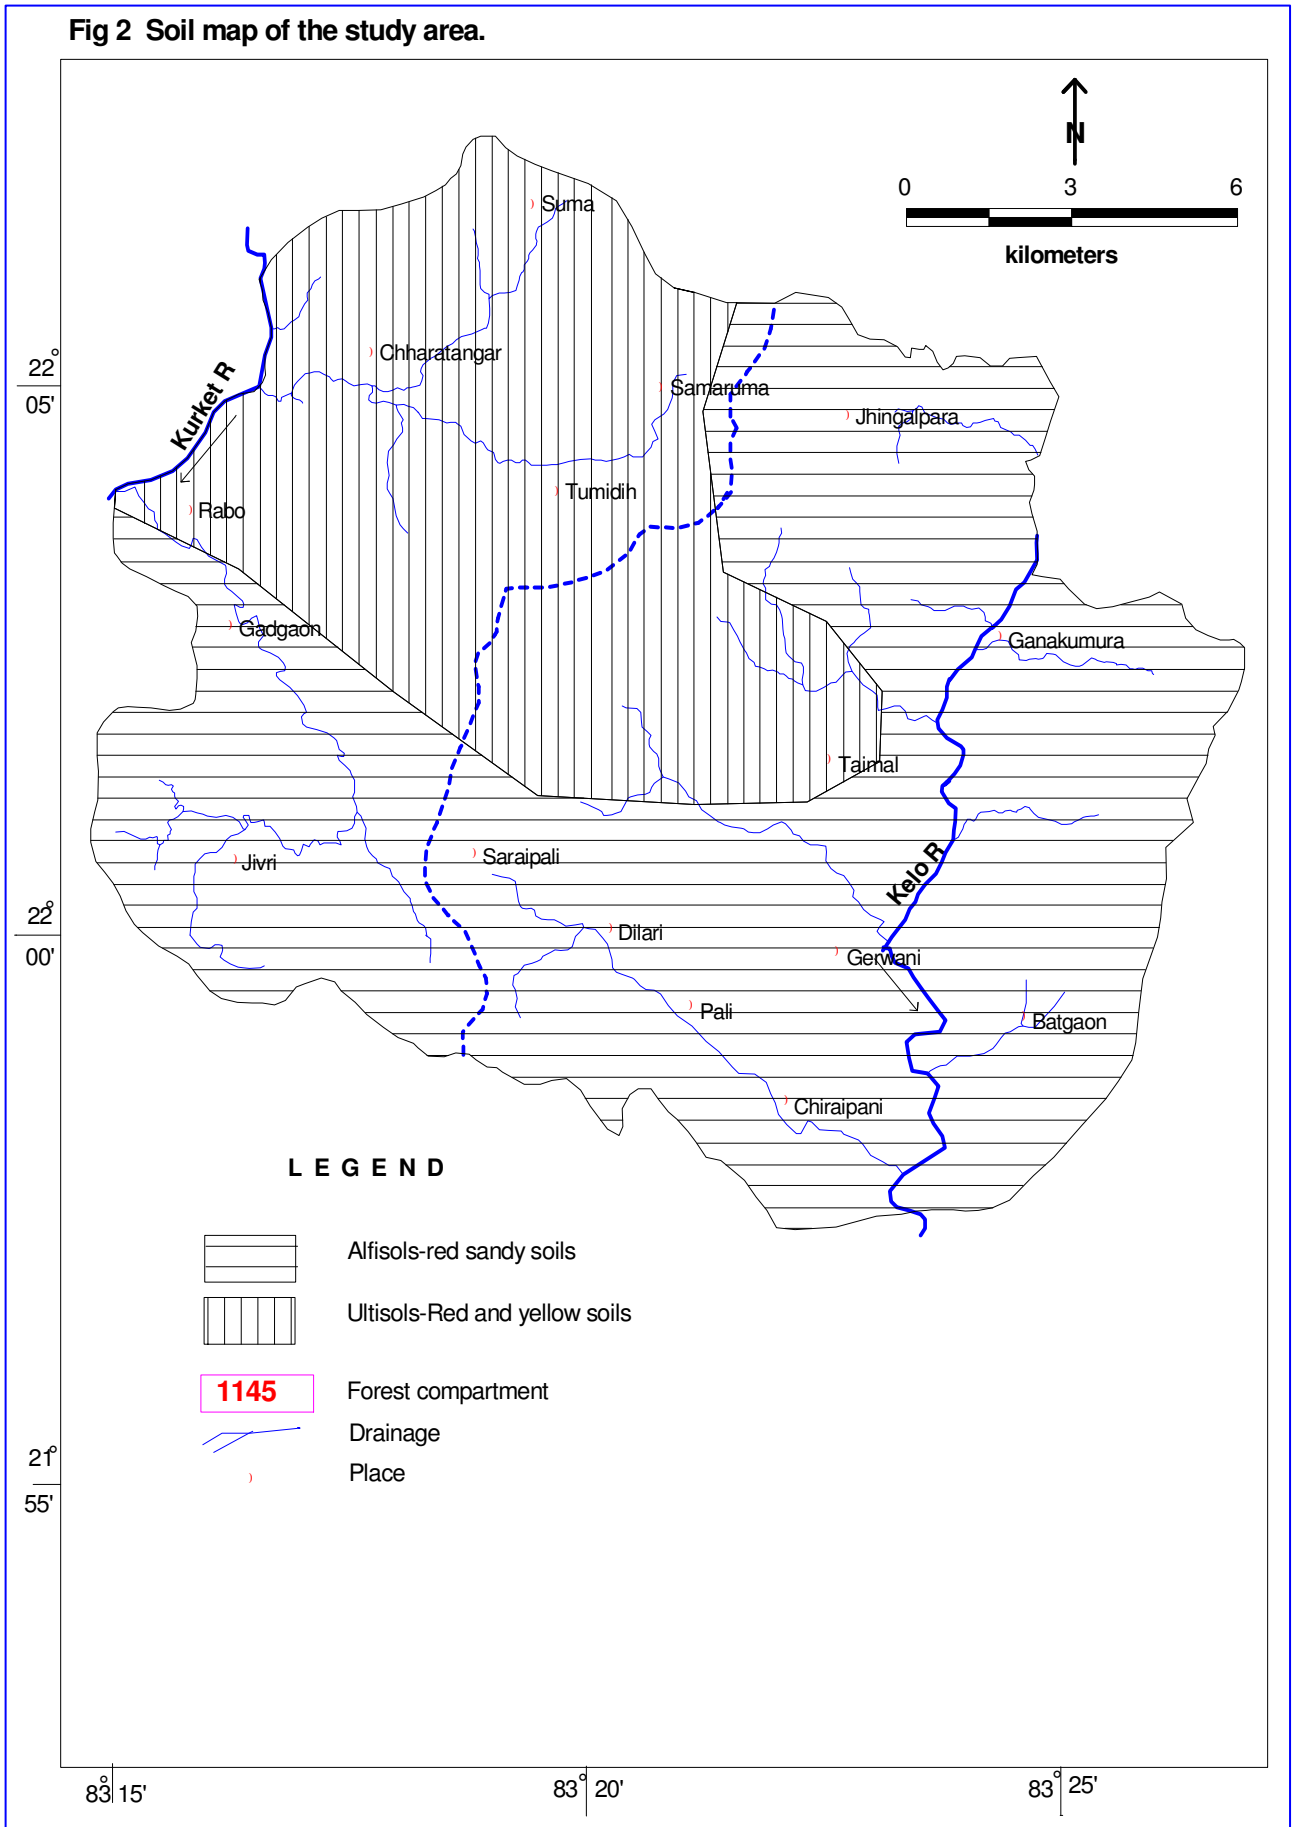 Fig 2 Soil map of the study area.
N
0 3 6
kilometers
Suma
Chharatangar
22°
05'
Kurket R
Samaruma
Jhingalpara
Tumidih
Rabo
Gadgaon
Ganakumura
Taimal
Saraipali
Jivri
Kelo R
22°
00'
Dilari
Gerwani
Pali
Batgaon
Chiraipani
LEGEND
Alfisols-red sandy soils
Ultisols-Red and yellow soils
1145 Forest compartment
Drainage
Place
21°
55'
83° 15' 83° 20' 83° 25'